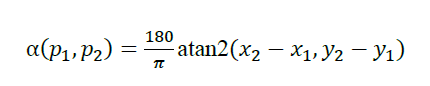 α(p₁, p₂) = 180/π atan2(x₂ − x₁, y₂ − y₁)